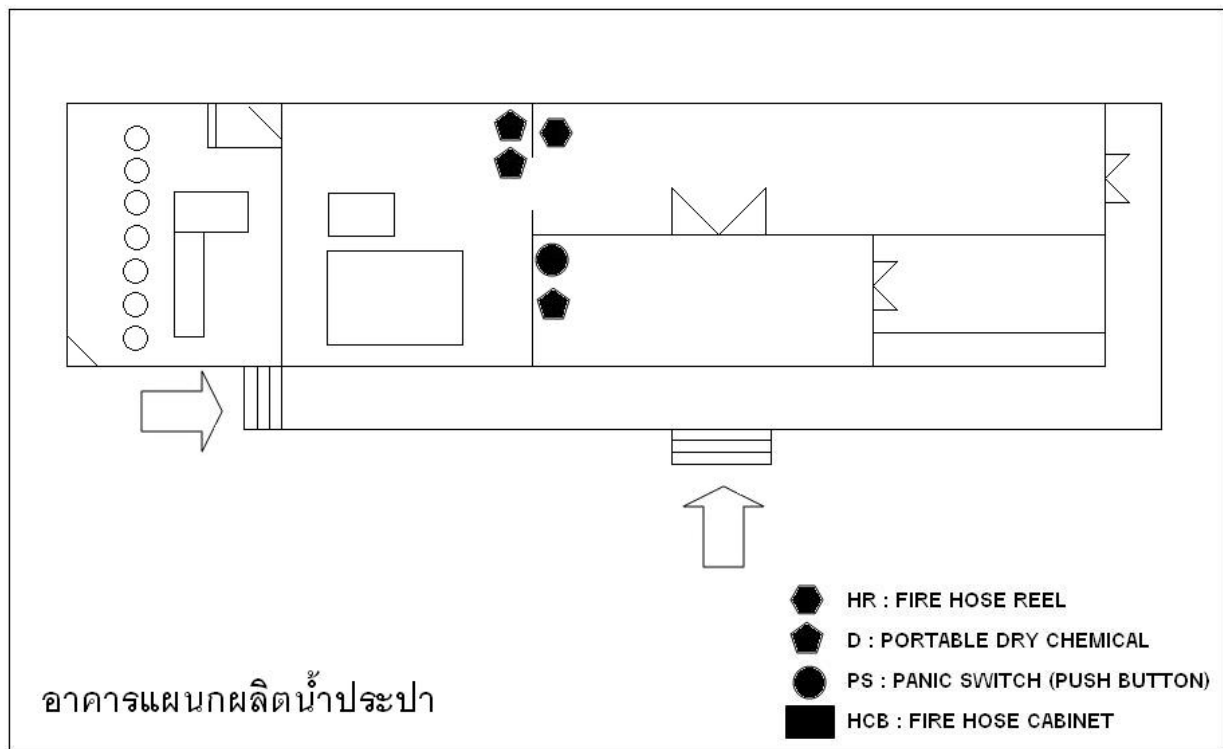 HR : FIRE HOSE REEL
D : PORTABLE DRY CHEMICAL
PS : PANIC SWITCH (PUSH BUTTON)
HCB : FIRE HOSE CABINET
อาคารแผนกผลิตน้ำประปา